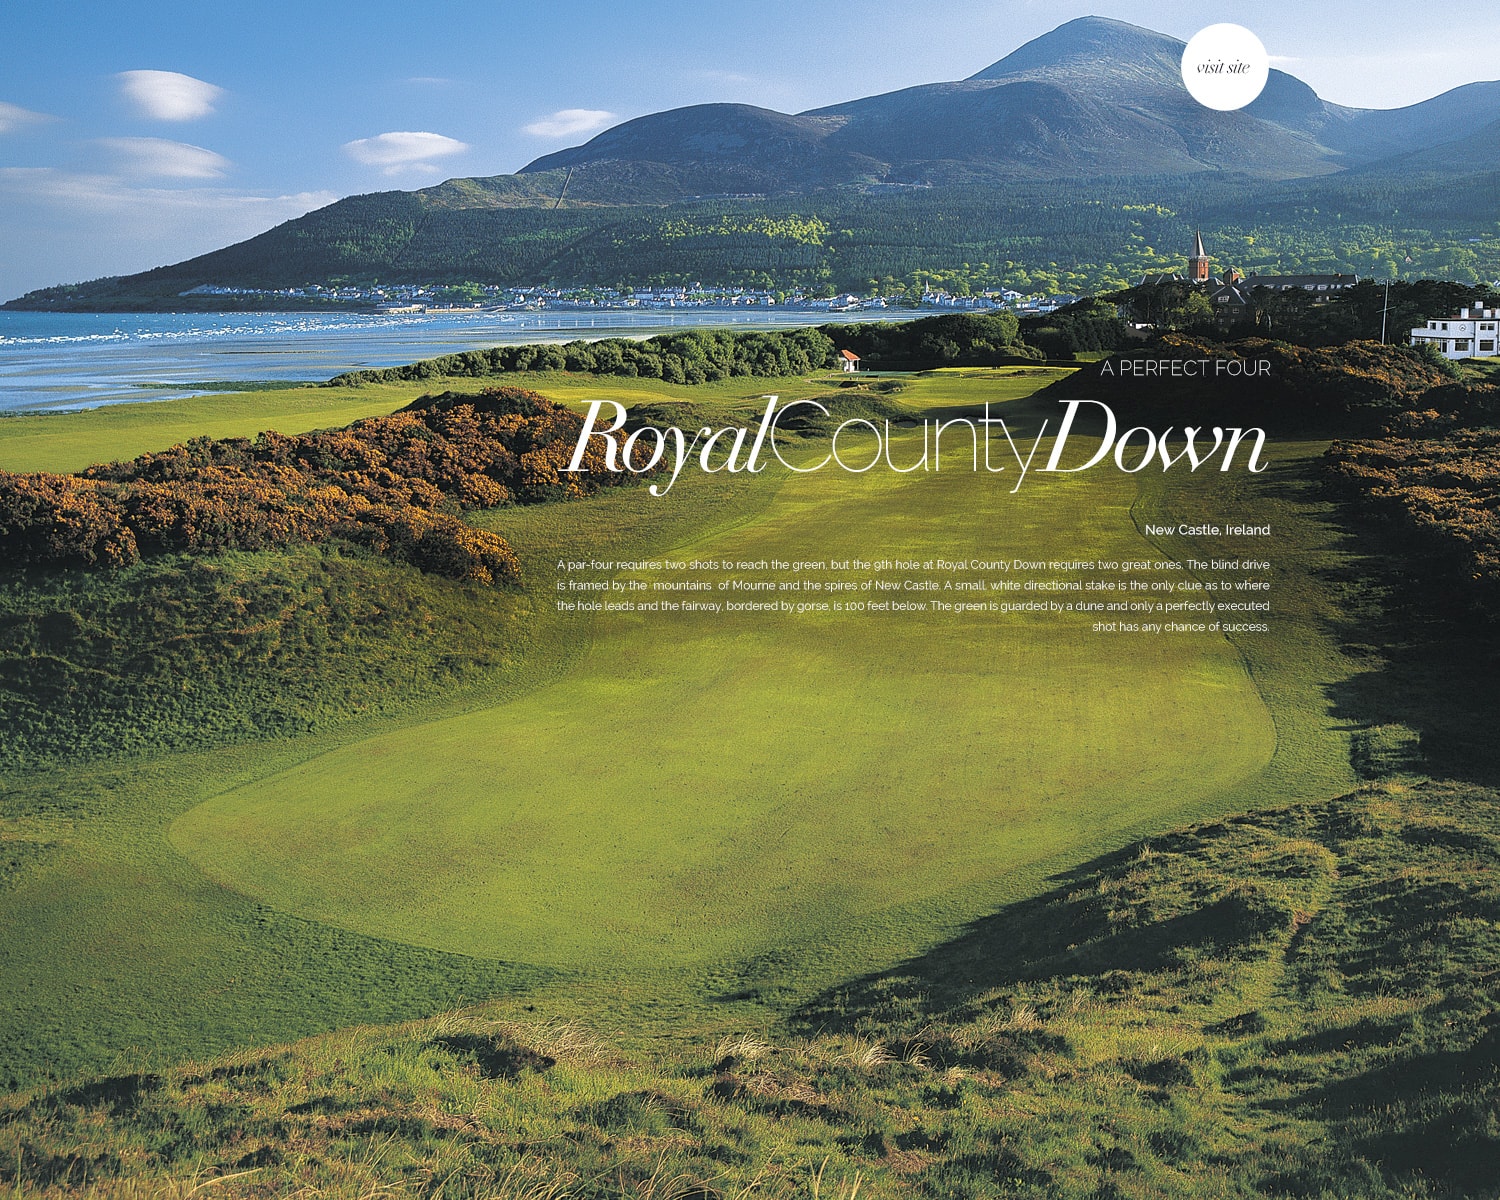 visit site
A PERFECT FOUR
RoyalCountyDown
New Castle, Ireland
A par-four requires two shots to reach the green, but the 9th hole at Royal County Down requires two great ones. The blind drive
is framed by the mountains of Mourne and the spires of New Castle. A small, white directional stake is the only clue as to where
the hole leads and the fairway, bordered by gorse, is 100 feet below. The green is guarded by a dune and only a perfectly executed
shot has any chance of success.